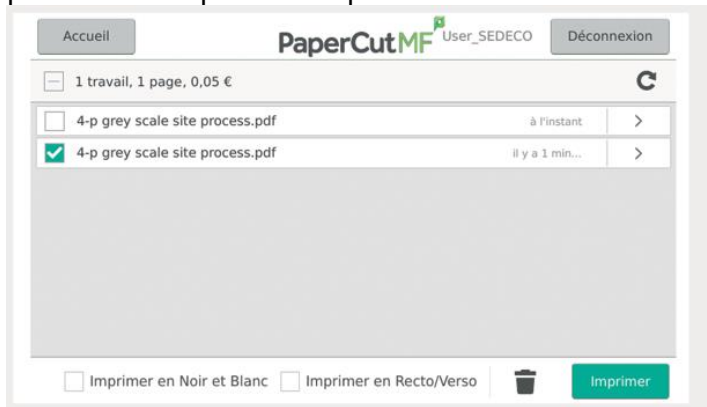 Accueil
PaperCutMF
User_SEDECO
Déconnexion
1 travail, 1 page, 0,05 €
4-p grey scale site process.pdf à l'instant
4-p grey scale site process.pdf il y a 1 min...
Imprimer en Noir et Blanc Imprimer en Recto/Verso Imprimer